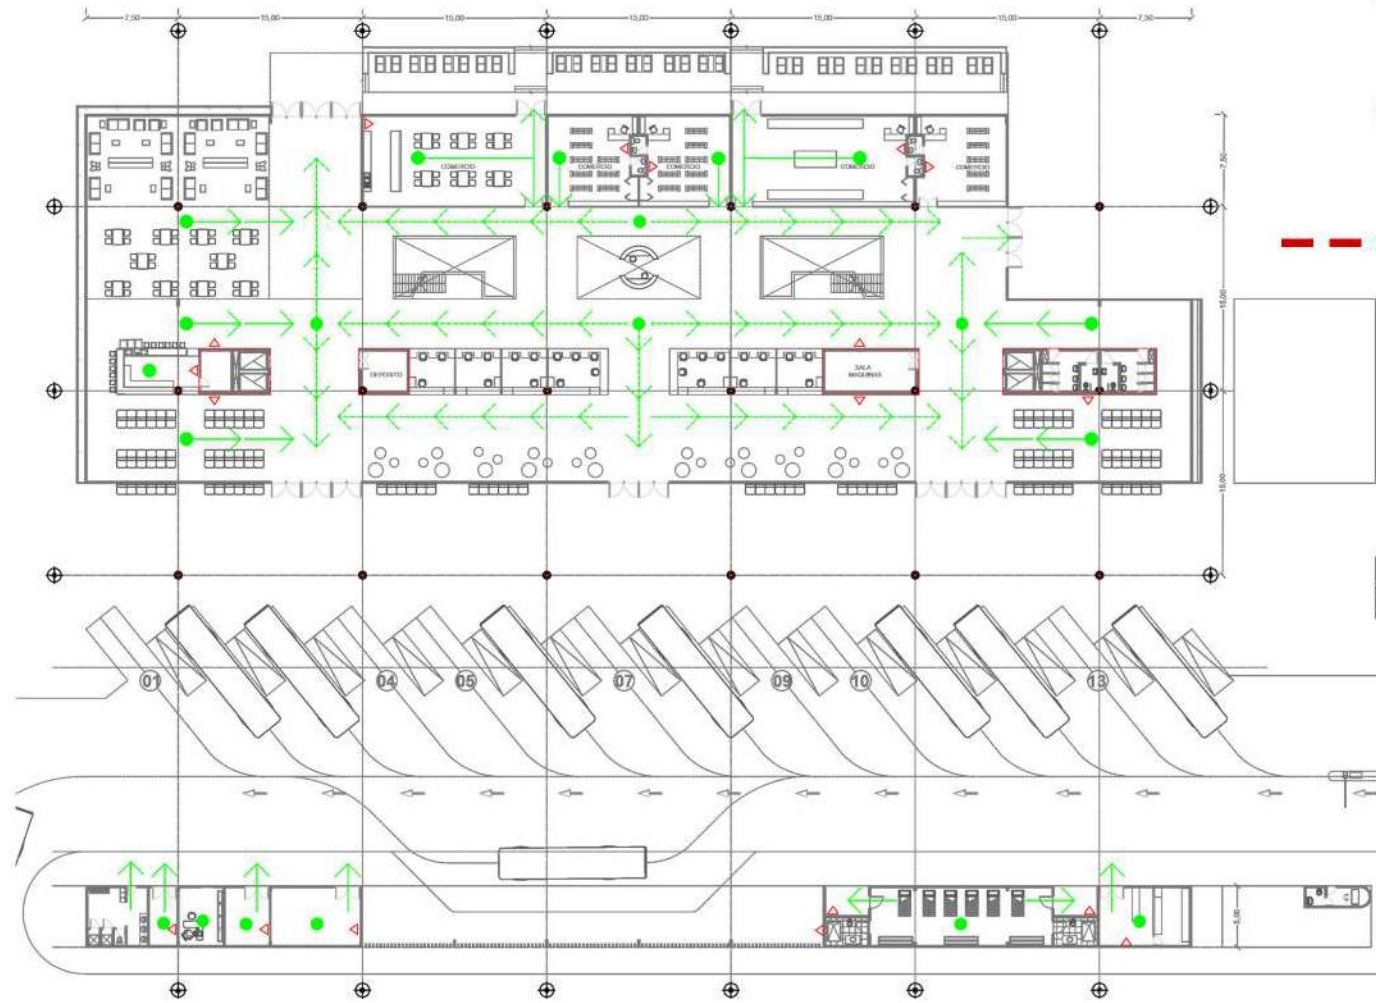 7,50
15,00
15,00
15,00
15,00
15,00
7,50
7,50
COMERCIO
COMERCIO
COMERCIO
COMERCIO
COMERCIO
15,00
DEPOSITO
SALA
MAQUINAS
15,00
01
04
05
07
09
10
13
5,00